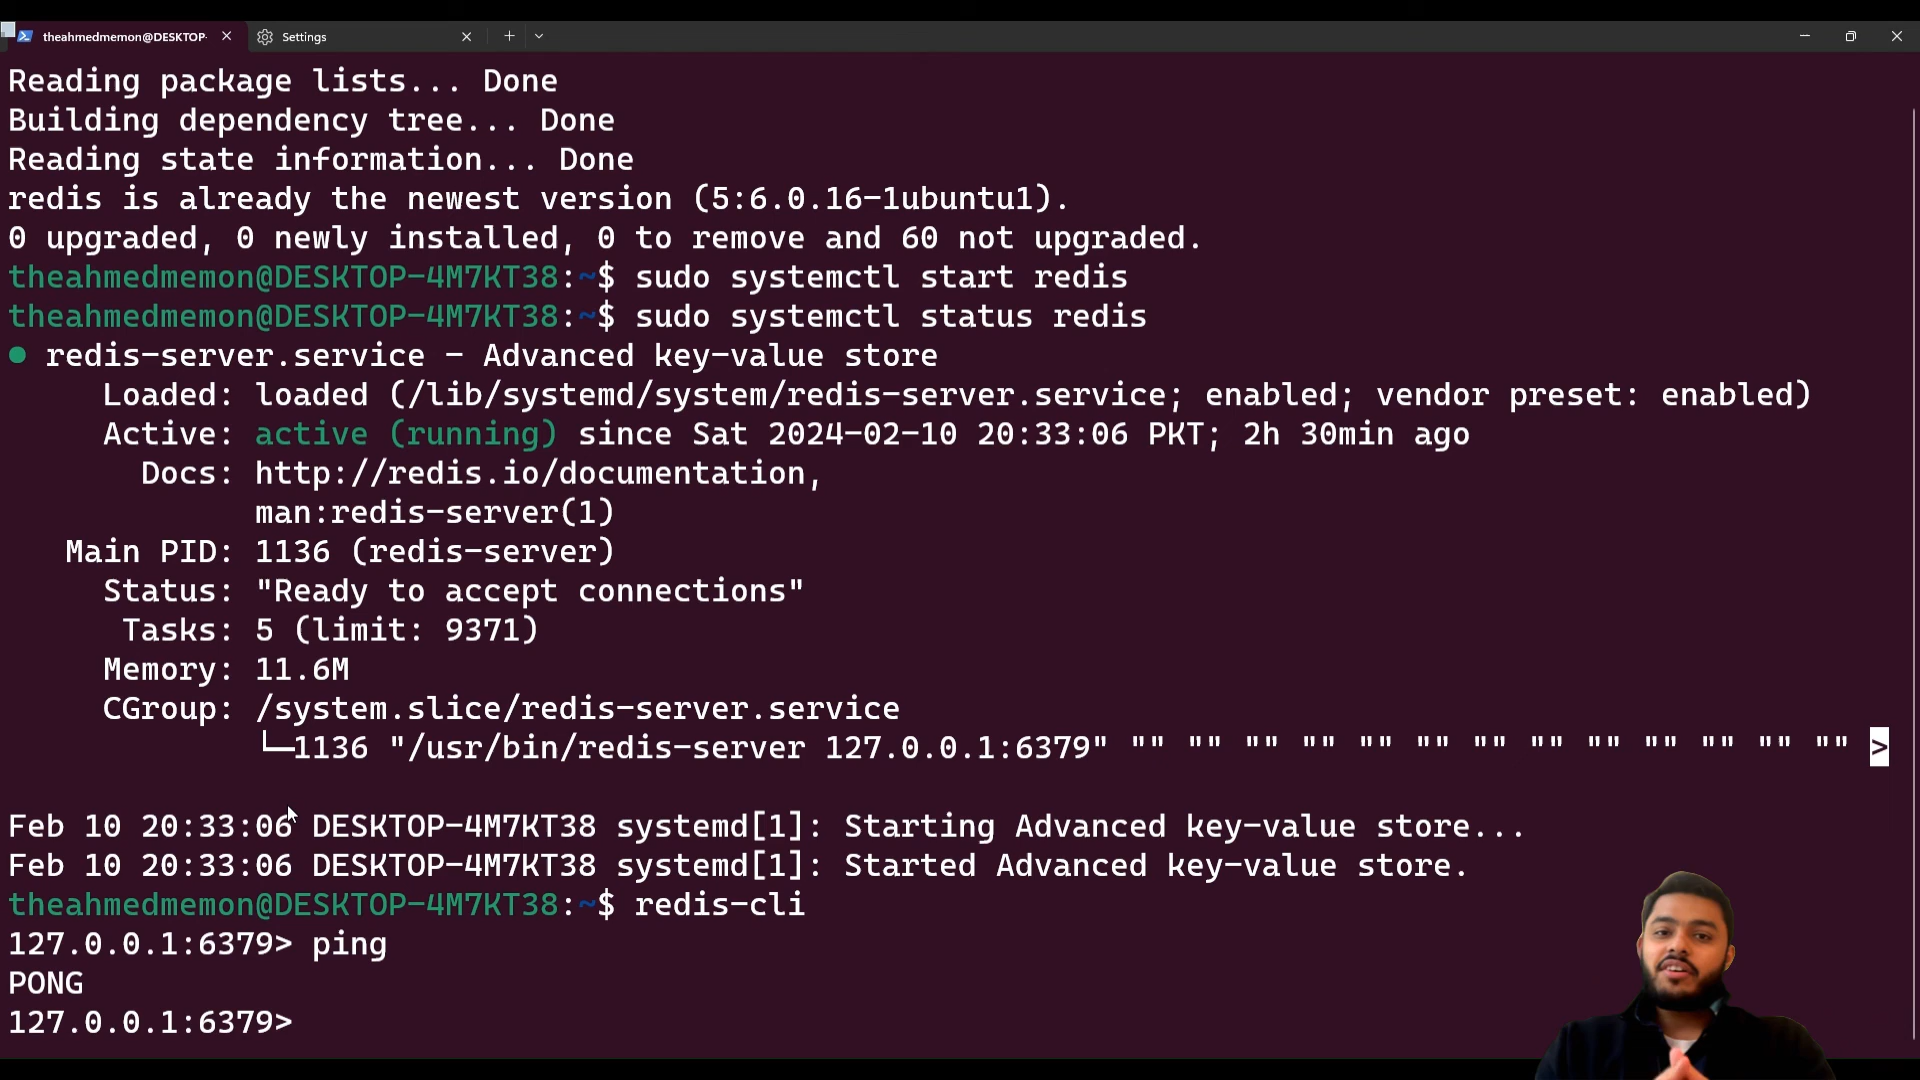 theahmedmemon@DESKTOP-
Settings
Reading package lists... Done
Building dependency tree... Done
Reading state information... Done
redis is already the newest version (5:6.0.16-1ubuntu1).
0 upgraded, 0 newly installed, 0 to remove and 60 not upgraded.
theahmedmemon@DESKTOP-4M7KT38:~$ sudo systemctl start redis
theahmedmemon@DESKTOP-4M7KT38:~$ sudo systemctl status redis
● redis-server.service - Advanced key-value store
Loaded: loaded (/lib/systemd/system/redis-server.service; enabled; vendor preset: enabled)
Active: active (running) since Sat 2024-02-10 20:33:06 PKT; 2h 30min ago
Docs: http://redis.io/documentation,
man:redis-server(1)
Main PID: 1136 (redis-server)
Status: "Ready to accept connections"
Tasks: 5 (limit: 9371)
Memory: 11.6M
CGroup: /system.slice/redis-server.service
└─1136 "/usr/bin/redis-server 127.0.0.1:6379" "" "" "" "" "" "" "" "" "" "" "" "" "" >
Feb 10 20:33:06 DESKTOP-4M7KT38 systemd[1]: Starting Advanced key-value store...
Feb 10 20:33:06 DESKTOP-4M7KT38 systemd[1]: Started Advanced key-value store.
theahmedmemon@DESKTOP-4M7KT38:~$ redis-cli
127.0.0.1:6379> ping
PONG
127.0.0.1:6379>